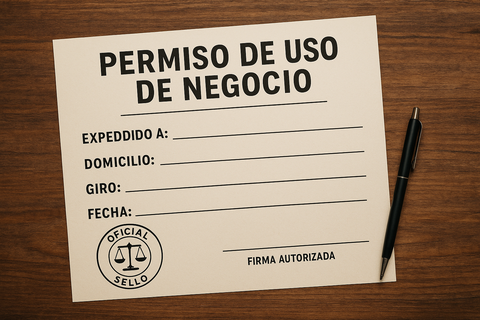 PERMISO DE USO
DE NEGOCIO
EXPEDDIDO A:
DOMICILIO:
GIRO:
FECHA:
OFICIAL
SELLO
FIRMA AUTORIZADA